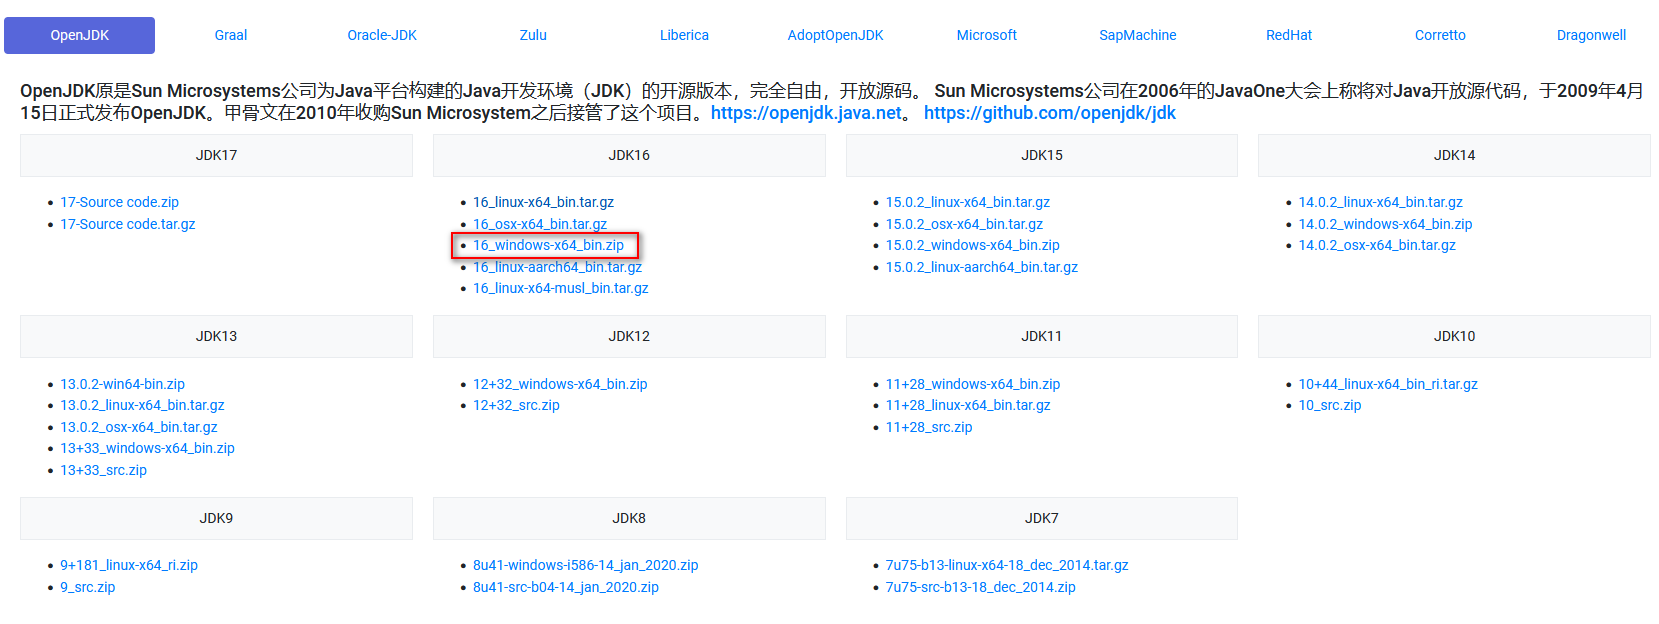 OpenJDK Graal Oracle-JDK Zulu Liberica AdoptOpenJDK Microsoft SapMachine RedHat Corretto Dragonwell
OpenJDK原是Sun Microsystems公司为Java平台构建的Java开发环境（JDK）的开源版本，完全自由，开放源码。 Sun Microsystems公司在2006年的JavaOne大会上称将对Java开放源代码，于2009年4月
15日正式发布OpenJDK。甲骨文在2010年收购Sun Microsystem之后接管了这个项目。https://openjdk.java.net。 https://github.com/openjdk/jdk
JDK17
17-Source code.zip
17-Source code.tar.gz
JDK16
16_linux-x64_bin.tar.gz
16_osx-x64_bin.tar.gz
16_windows-x64_bin.zip
16_linux-aarch64_bin.tar.gz
16_linux-x64-musl_bin.tar.gz
JDK15
15.0.2_linux-x64_bin.tar.gz
15.0.2_osx-x64_bin.tar.gz
15.0.2_windows-x64_bin.zip
15.0.2_linux-aarch64_bin.tar.gz
JDK14
14.0.2_linux-x64_bin.tar.gz
14.0.2_windows-x64_bin.zip
14.0.2_osx-x64_bin.tar.gz
JDK13
13.0.2-win64-bin.zip
13.0.2_linux-x64_bin.tar.gz
13.0.2_osx-x64_bin.tar.gz
13+33_windows-x64_bin.zip
13+33_src.zip
JDK12
12+32_windows-x64_bin.zip
12+32_src.zip
JDK11
11+28_windows-x64_bin.zip
11+28_linux-x64_bin.tar.gz
11+28_src.zip
JDK10
10+44_linux-x64_bin_ri.tar.gz
10_src.zip
JDK9
9+181_linux-x64_ri.zip
9_src.zip
JDK8
8u41-windows-i586-14_jan_2020.zip
8u41-src-b04-14_jan_2020.zip
JDK7
7u75-b13-linux-x64-18_dec_2014.tar.gz
7u75-src-b13-18_dec_2014.zip